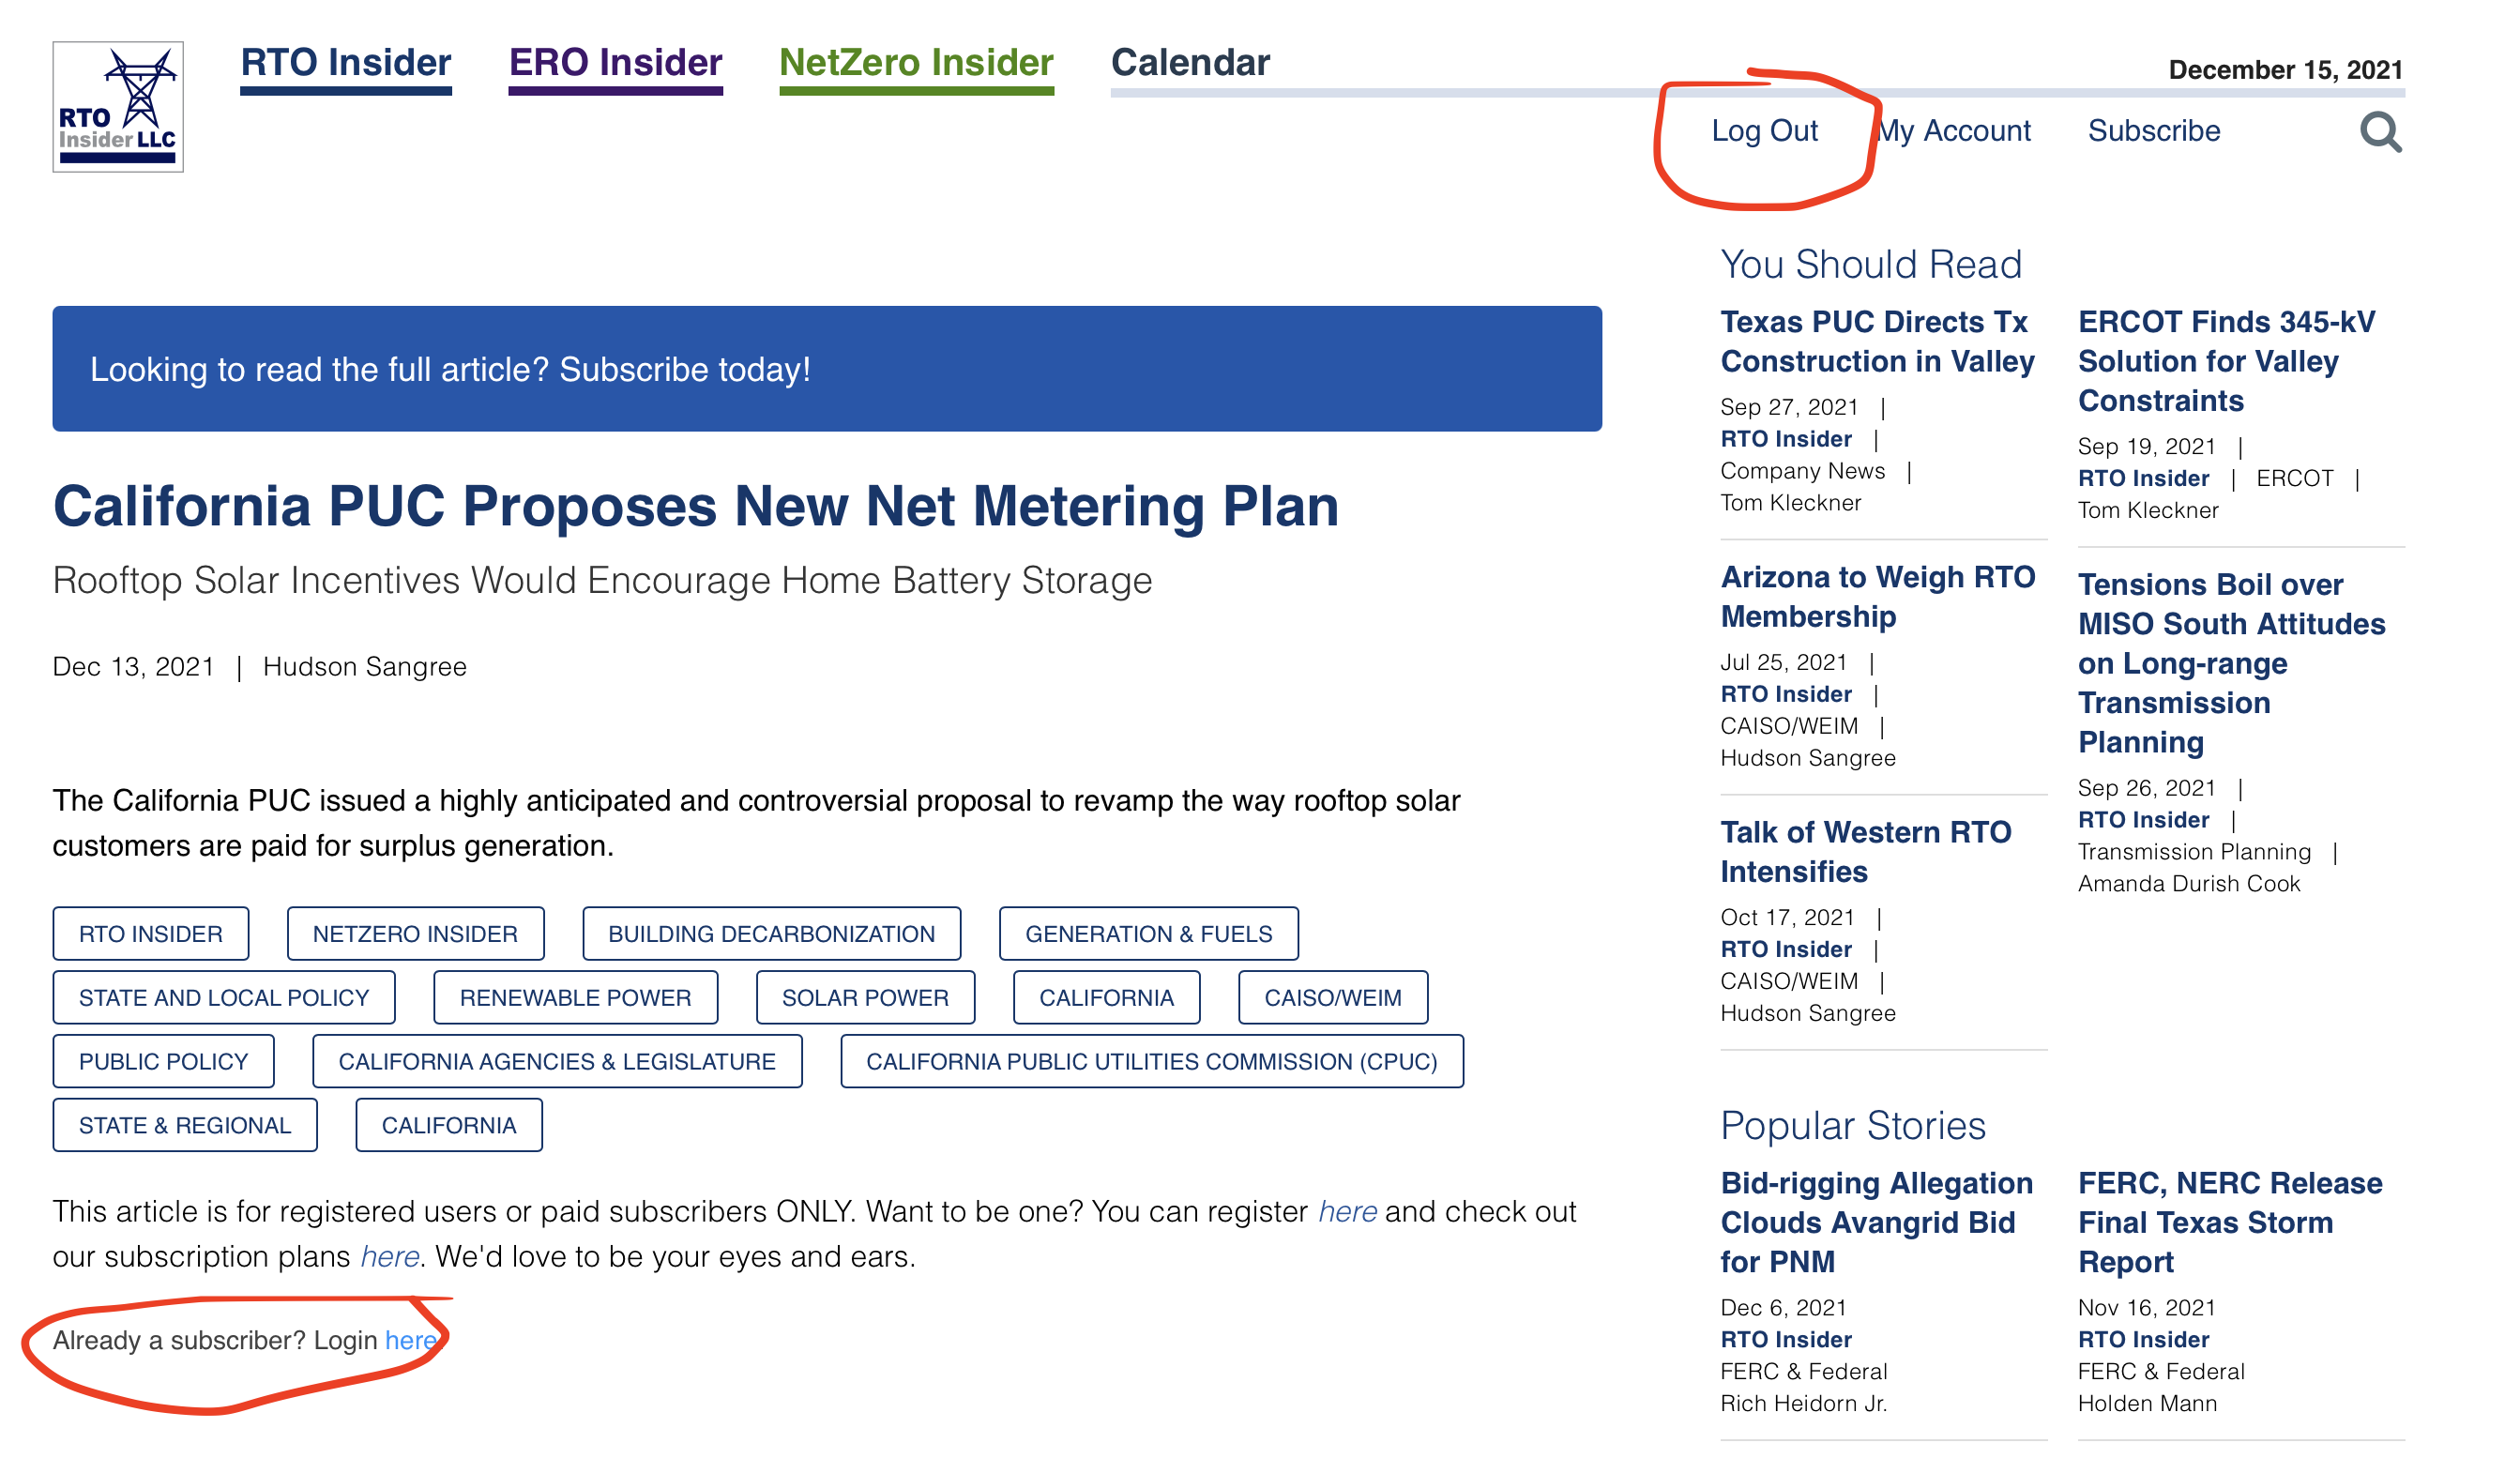 RTO
Insider LLC
RTO Insider
ERO Insider
NetZero Insider
Calendar
December 15, 2021
Log Out
My Account
Subscribe
Looking to read the full article? Subscribe today!
California PUC Proposes New Net Metering Plan
Rooftop Solar Incentives Would Encourage Home Battery Storage
Dec 13, 2021 | Hudson Sangree
The California PUC issued a highly anticipated and controversial proposal to revamp the way rooftop solar
customers are paid for surplus generation.
RTO INSIDER
NETZERO INSIDER
BUILDING DECARBONIZATION
GENERATION & FUELS
STATE AND LOCAL POLICY
RENEWABLE POWER
SOLAR POWER
CALIFORNIA
CAISO/WEIM
PUBLIC POLICY
CALIFORNIA AGENCIES & LEGISLATURE
CALIFORNIA PUBLIC UTILITIES COMMISSION (CPUC)
STATE & REGIONAL
CALIFORNIA
This article is for registered users or paid subscribers ONLY. Want to be one? You can register here and check out
our subscription plans here. We'd love to be your eyes and ears.
Already a subscriber? Login here
You Should Read
Texas PUC Directs Tx
Construction in Valley
Sep 27, 2021 |
RTO Insider |
Company News |
Tom Kleckner
Arizona to Weigh RTO
Membership
Jul 25, 2021 |
RTO Insider |
CAISO/WEIM |
Hudson Sangree
Talk of Western RTO
Intensifies
Oct 17, 2021 |
RTO Insider |
CAISO/WEIM |
Hudson Sangree
ERCOT Finds 345-kV
Solution for Valley
Constraints
Sep 19, 2021 |
RTO Insider | ERCOT |
Tom Kleckner
Tensions Boil over
MISO South Attitudes
on Long-range
Transmission
Planning
Sep 26, 2021 |
RTO Insider |
Transmission Planning |
Amanda Durish Cook
Popular Stories
Bid-rigging Allegation
Clouds Avangrid Bid
for PNM
Dec 6, 2021
RTO Insider
FERC & Federal
Rich Heidorn Jr.
FERC, NERC Release
Final Texas Storm
Report
Nov 16, 2021
RTO Insider
FERC & Federal
Holden Mann